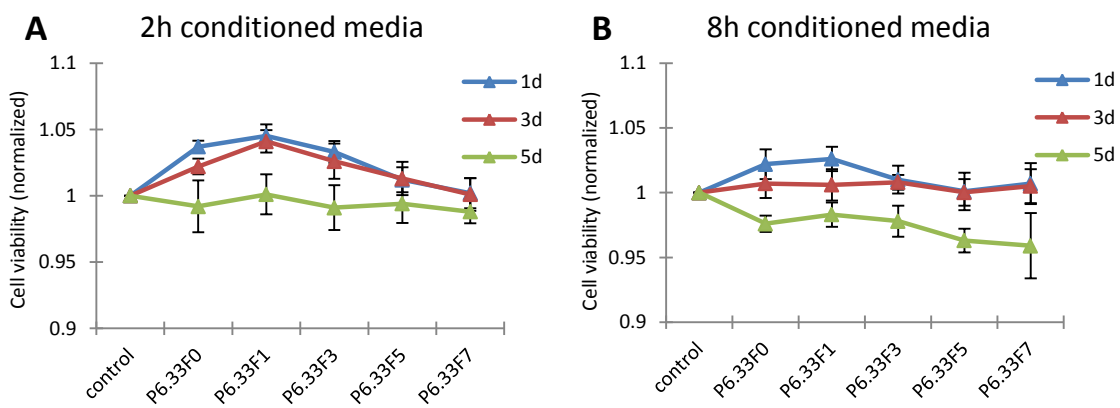 A
2h conditioned media
1.1
1.05
1
0.95
0.9
Cell viability (normalized)
control
P6.33F0
P6.33F1
P6.33F3
P6.33F5
P6.33F7
1d
3d
5d
B
8h conditioned media
1.1
1.05
1
0.95
0.9
Cell viability (normalized)
control
P6.33F0
P6.33F1
P6.33F3
P6.33F5
P6.33F7
1d
3d
5d